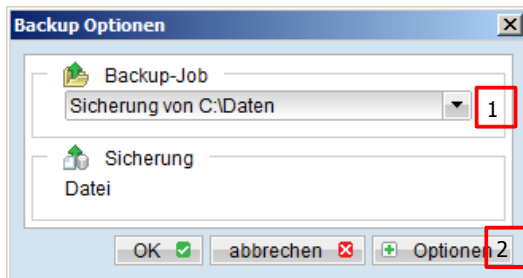 Backup Optionen
Backup-Job
Sicherung von C:\Daten
1
Sicherung
Datei
OK abbrechen Optionen 2